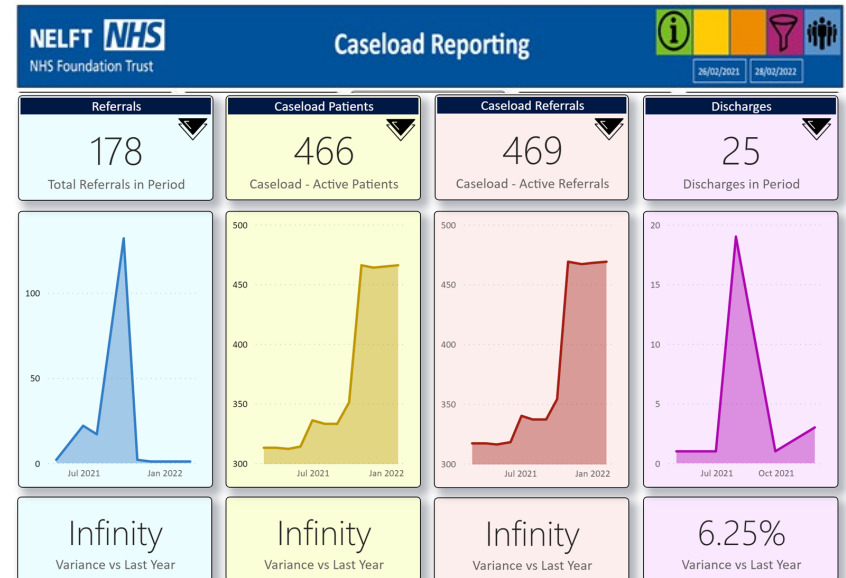 NELFT NHS
NHS Foundation Trust
Caseload Reporting
26/02/2021
28/02/2022
Referrals
178
Total Referrals in Period
Caseload Patients
466
Caseload - Active Patients
Caseload Referrals
469
Caseload - Active Referrals
Discharges
25
Discharges in Period
100
50
0
Jul 2021
Jan 2022
500
450
400
350
300
Jul 2021
Jan 2022
500
450
400
350
300
Jul 2021
Jan 2022
20
15
10
5
0
Jul 2021
Oct 2021
Infinity
Variance vs Last Year
Infinity
Variance vs Last Year
Infinity
Variance vs Last Year
6.25%
Variance vs Last Year